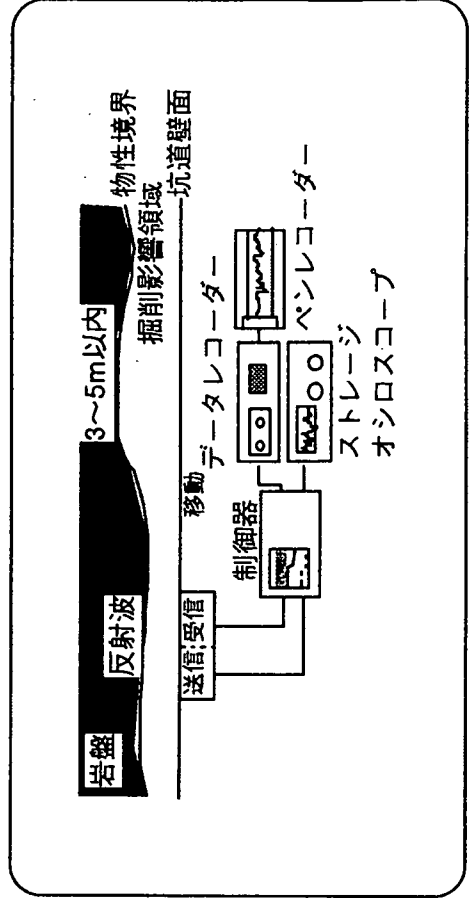 岩盤
反射波
3〜5m以内
物性境界
掘削影響領域
坑道壁面
送信;受信
移動
制御器
データレコーダー
ペンレコーダー
ストレージ
オシロスコープ